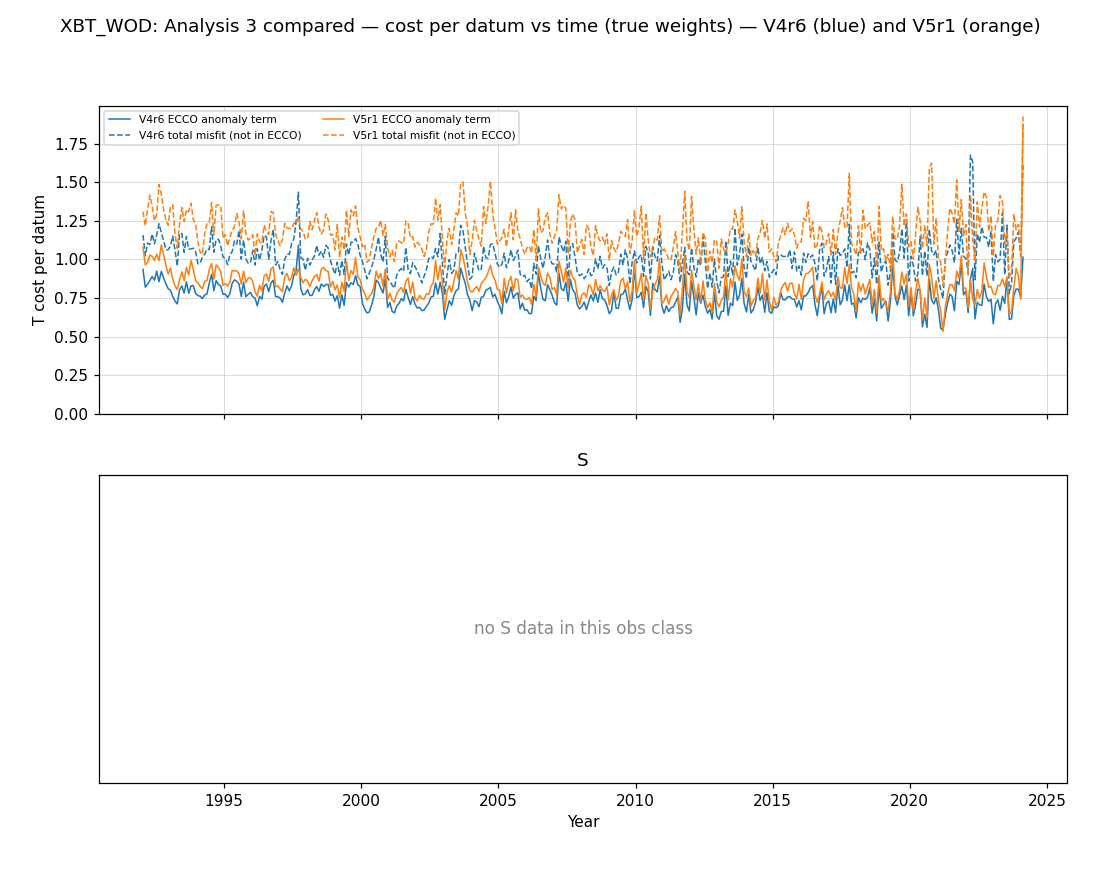 XBT_WOD: Analysis 3 compared — cost per datum vs time (true weights) — V4r6 (blue) and V5r1 (orange)
V4r6 ECCO anomaly term
V4r6 total misfit (not in ECCO)
V5r1 ECCO anomaly term
V5r1 total misfit (not in ECCO)
T cost per datum
1.75
1.50
1.25
1.00
0.75
0.50
0.25
0.00
S
no S data in this obs class
1995 2000 2005 2010 2015 2020 2025
Year